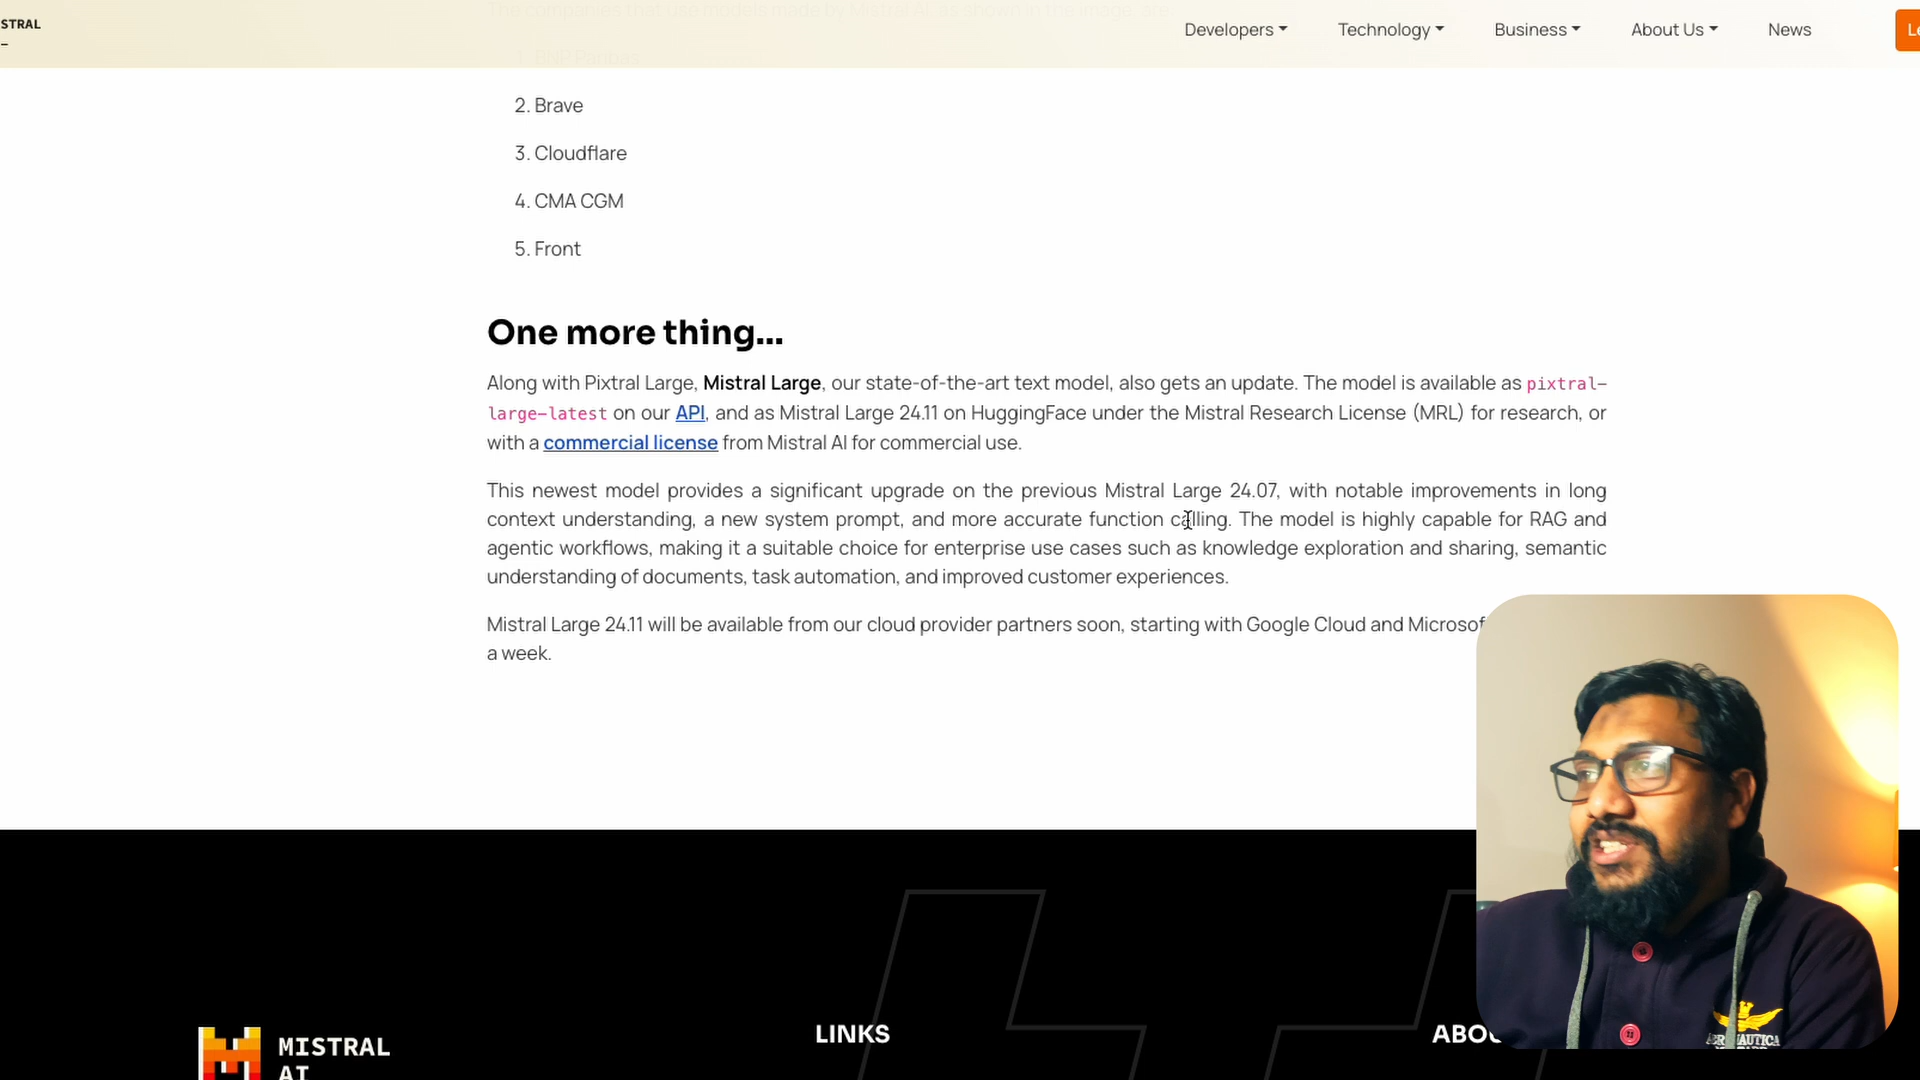 STRAL
The companies that use models made by Mistral AI, as shown in the image, are
Developers
Technology
Business
About Us
News
Le
1. BNP Paribas
2. Brave
3. Cloudflare
4. CMA CGM
5. Front
One more thing...
Along with Pixtral Large, Mistral Large, our state-of-the-art text model, also gets an update. The model is available as pixtral-
large-latest on our API, and as Mistral Large 24.11 on HuggingFace under the Mistral Research License (MRL) for research, or
with a commercial license from Mistral AI for commercial use.
This newest model provides a significant upgrade on the previous Mistral Large 24.07, with notable improvements in long
context understanding, a new system prompt, and more accurate function calling. The model is highly capable for RAG and
agentic workflows, making it a suitable choice for enterprise use cases such as knowledge exploration and sharing, semantic
understanding of documents, task automation, and improved customer experiences.
Mistral Large 24.11 will be available from our cloud provider partners soon, starting with Google Cloud and Microsof
a week.
MISTRAL
AI
LINKS
ABO